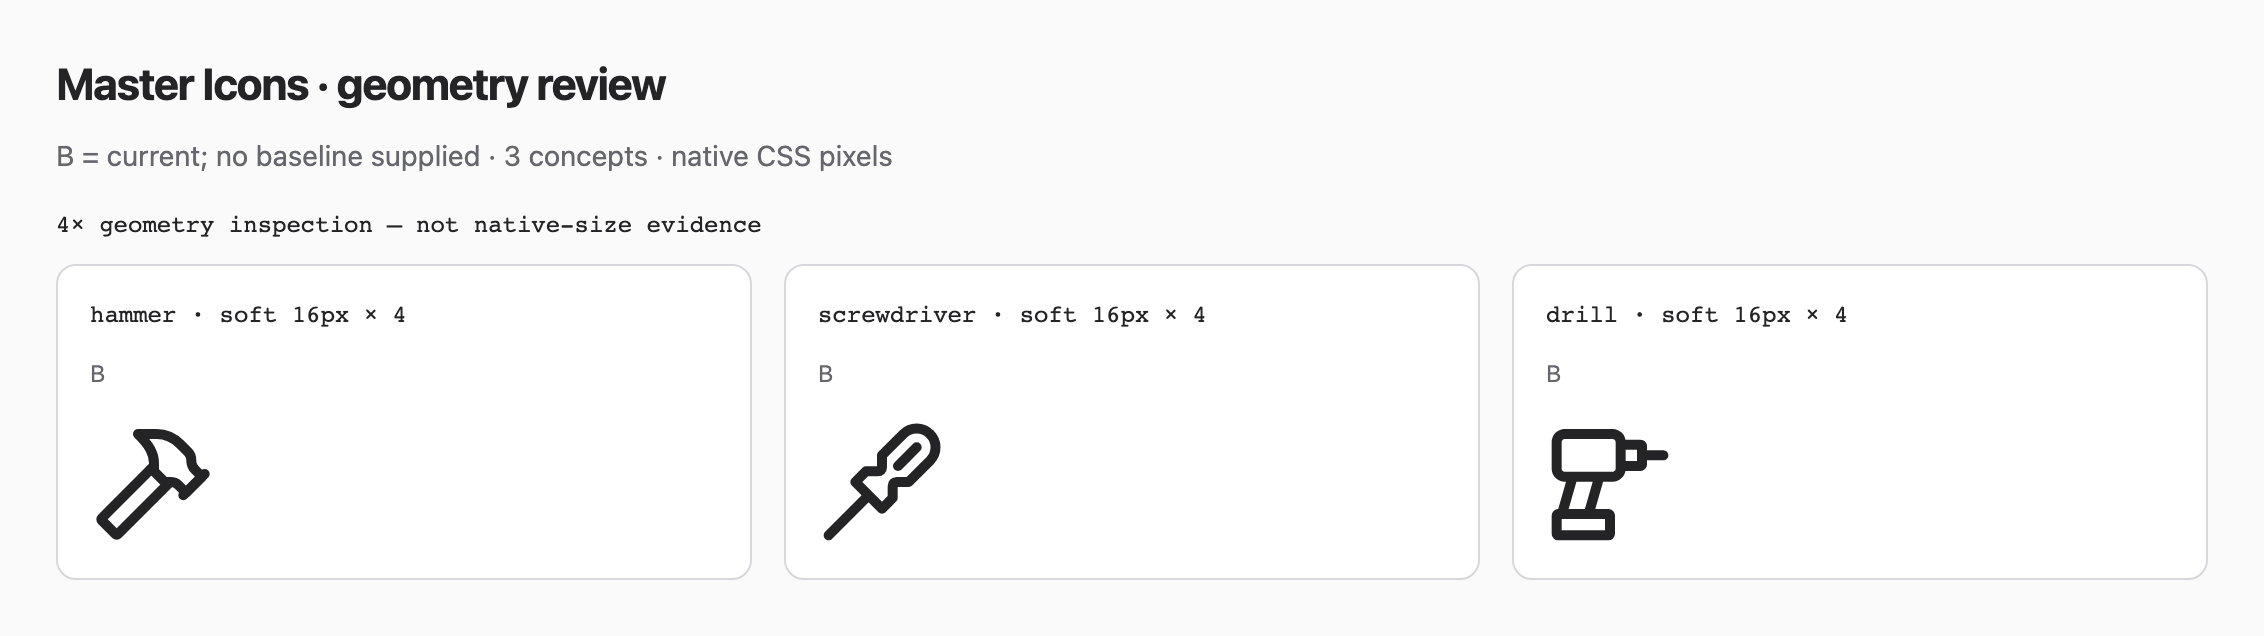 Master Icons · geometry review
B = current; no baseline supplied · 3 concepts · native CSS pixels
4× geometry inspection — not native-size evidence
hammer · soft 16px × 4
B
screwdriver · soft 16px × 4
B
drill · soft 16px × 4
B